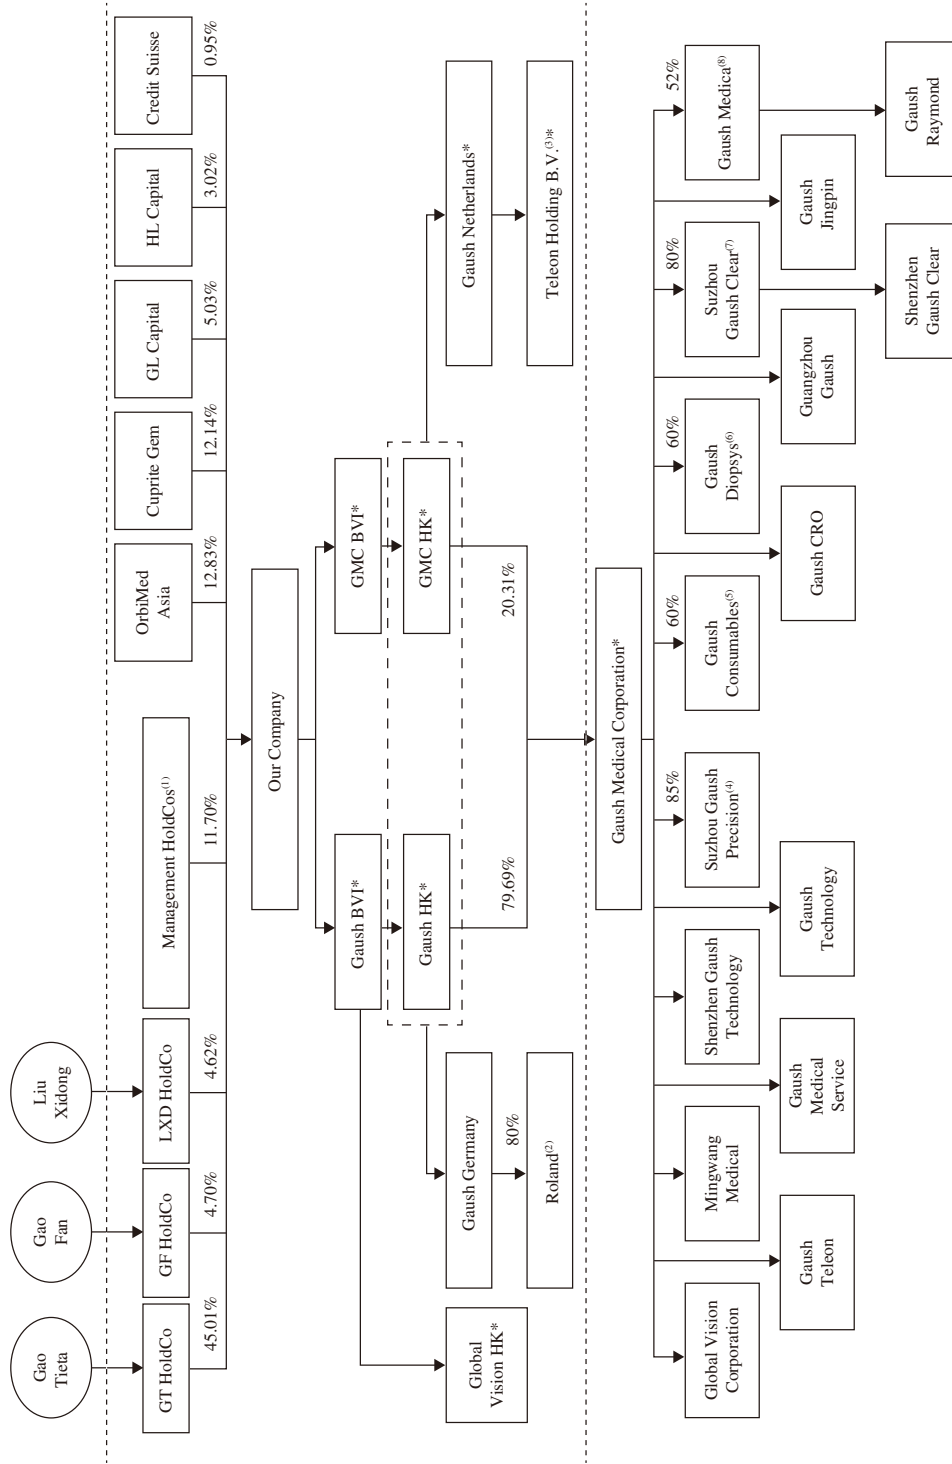 Gao
Tieta
Gao
Fan
Liu
Xidong
GT HoldCo
GF HoldCo
LXD HoldCo
Management HoldCos(1)
OrbiMed
Asia
Cuprite Gem
GL Capital
HL Capital
Credit Suisse
45.01%
4.70%
4.62%
11.70%
12.83%
12.14%
5.03%
3.02%
0.95%
Our Company
Gaush BVI*
GMC BVI*
Gaush HK*
GMC HK*
Global
Vision HK*
Gaush Germany
Gaush Netherlands*
80%
79.69%
20.31%
Roland(2)
Teleon Holding B.V.(3)*
Gaush Medical Corporation*
85%
60%
60%
80%
52%
Global Vision
Corporation
Mingwang
Medical
Shenzhen Gaush
Technology
Suzhou Gaush
Precision(4)
Gaush
Consumables(5)
Gaush
Diopsys(6)
Suzhou
Gaush Clear(7)
Gaush Medica(8)
Gaush
Teleon
Gaush
Medical
Service
Gaush
Technology
Gaush CRO
Guangzhou
Gaush
Gaush
Jingpin
Shenzhen
Gaush Clear
Gaush
Raymond